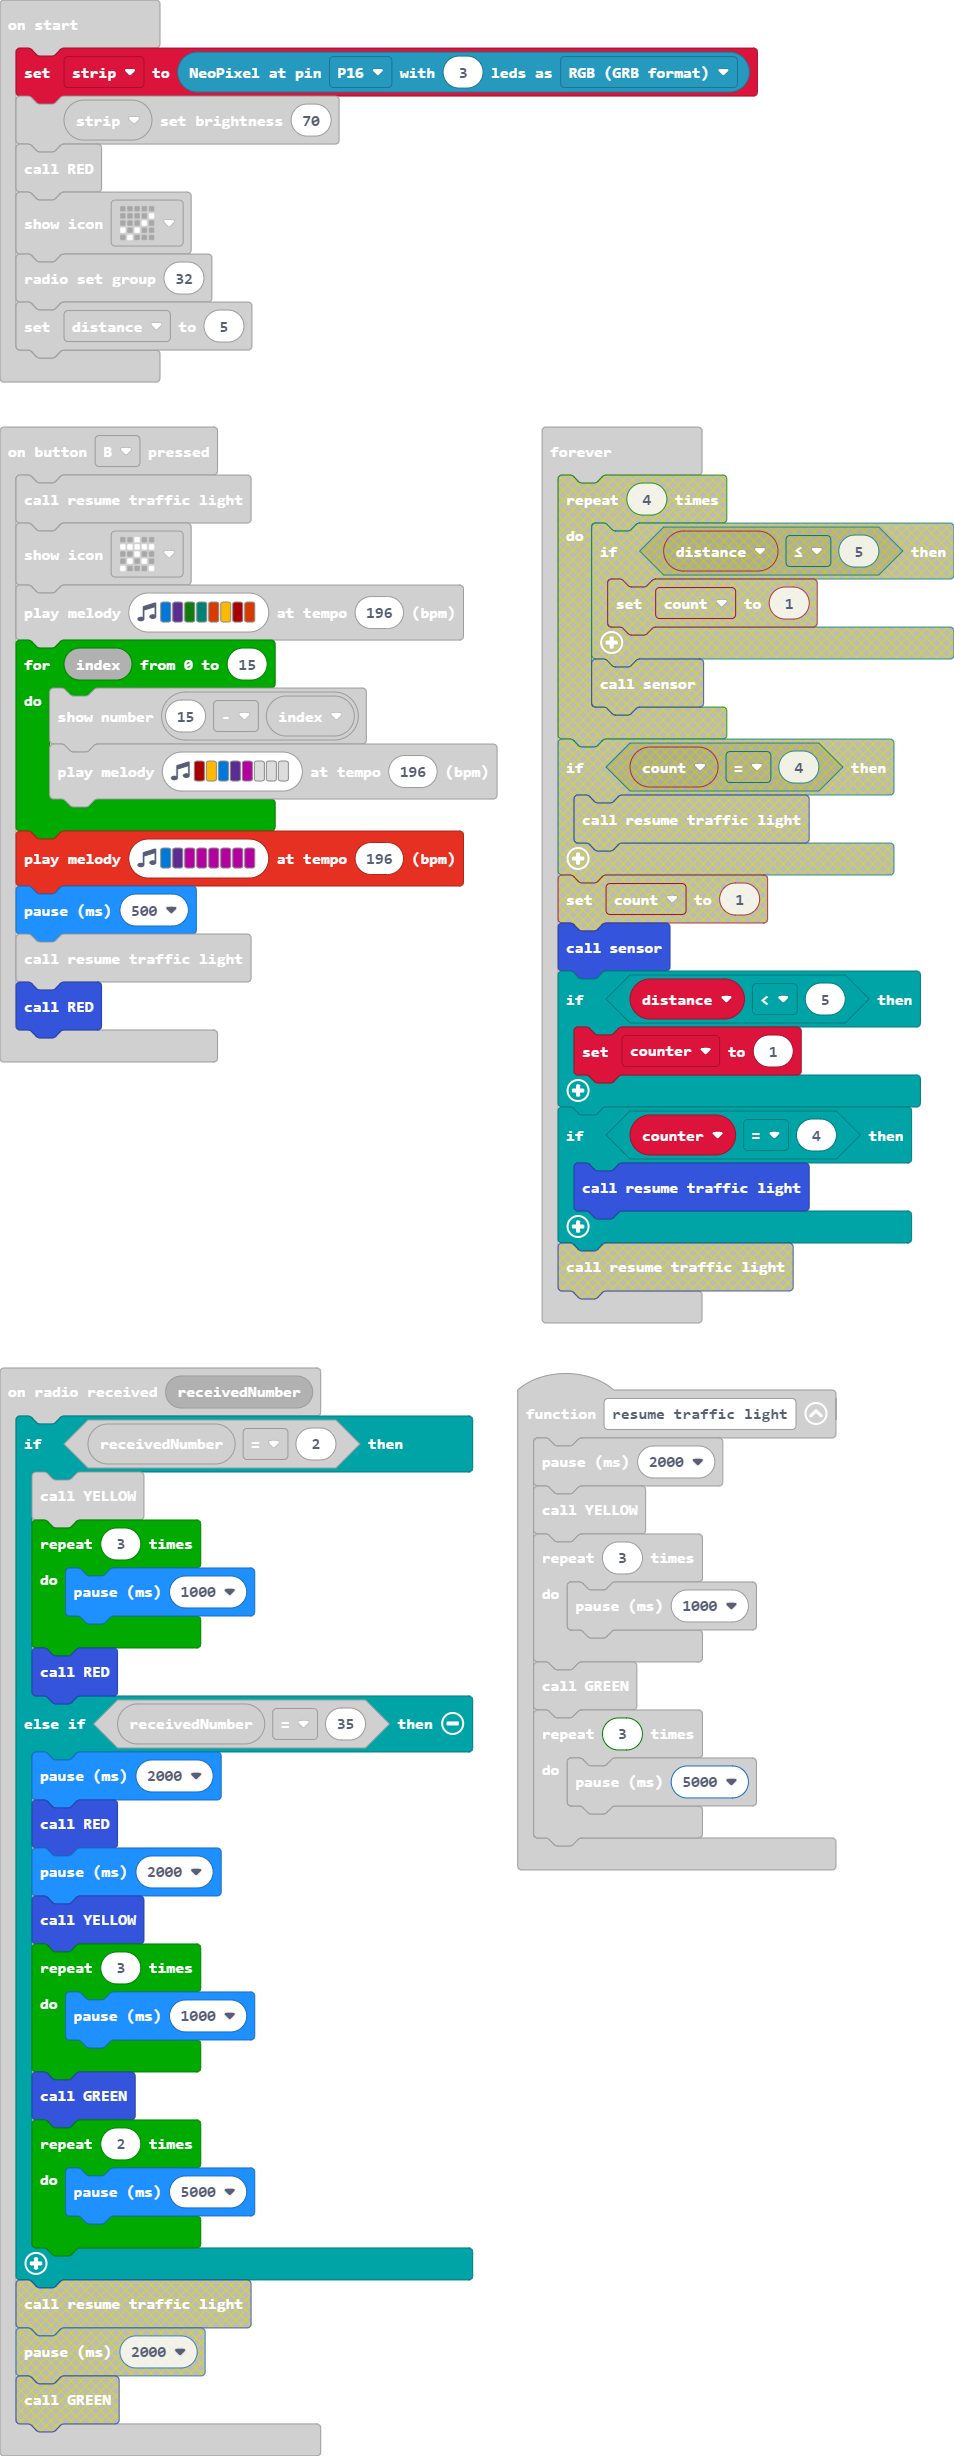 on start
set strip to NeoPixel at pin P16 with 3 leds as RGB (GRB format)
strip set brightness 70
call RED
show icon
radio set group 32
set distance to 5
on button B pressed
call resume traffic light
show icon
play melody at tempo 196 (bpm)
for index from 0 to 15
do
show number 15 - index
play melody at tempo 196 (bpm)
play melody at tempo 196 (bpm)
pause (ms) 500
call resume traffic light
call RED
forever
repeat 4 times
do
if distance ≤ 5 then
set count to 1
call sensor
if count = 4 then
call resume traffic light
set count to 1
call sensor
if distance < 5 then
set counter to 1
if counter = 4 then
call resume traffic light
call resume traffic light
on radio received receivedNumber
if receivedNumber = 2 then
call YELLOW
repeat 3 times
do
pause (ms) 1000
call RED
else if receivedNumber = 35 then
pause (ms) 2000
call RED
pause (ms) 2000
call YELLOW
repeat 3 times
do
pause (ms) 1000
call GREEN
repeat 2 times
do
pause (ms) 5000
call resume traffic light
pause (ms) 2000
call GREEN
function resume traffic light
pause (ms) 2000
call YELLOW
repeat 3 times
do
pause (ms) 1000
call GREEN
repeat 3 times
do
pause (ms) 5000